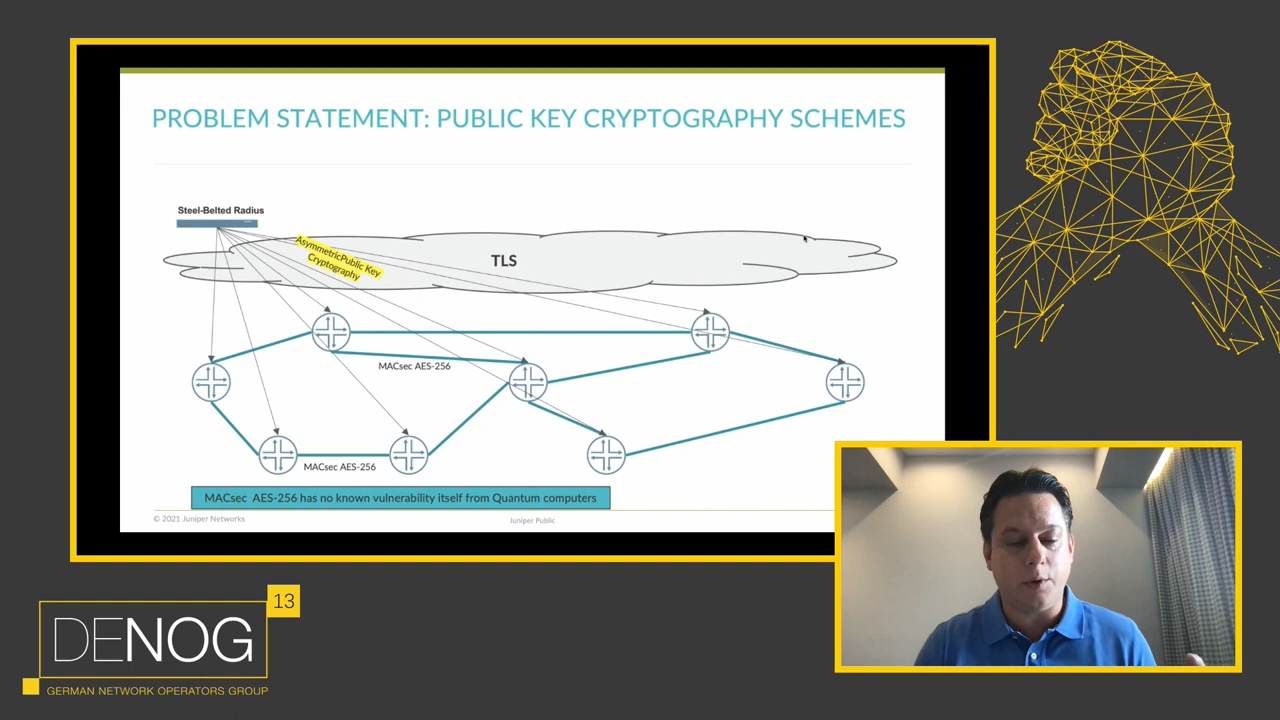 PROBLEM STATEMENT: PUBLIC KEY CRYPTOGRAPHY SCHEMES
Steel-Belted Radius
AsymmetricPublic Key
Cryptography
TLS
MACsec AES-256
MACsec AES-256
MACsec  AES-256 has no known vulnerability itself from Quantum computers
© 2021 Juniper Networks
Juniper Public
13
DENOG
GERMAN NETWORK OPERATORS GROUP